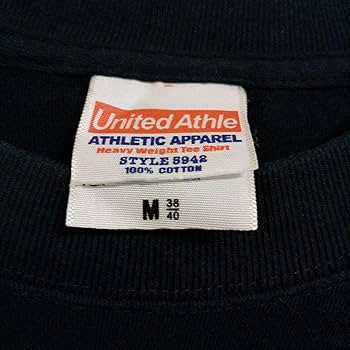 United Athle
ATHLETIC APPAREL
Heavy Weight Tee Shirt
STYLE 5942
100% COTTON
M 38
40